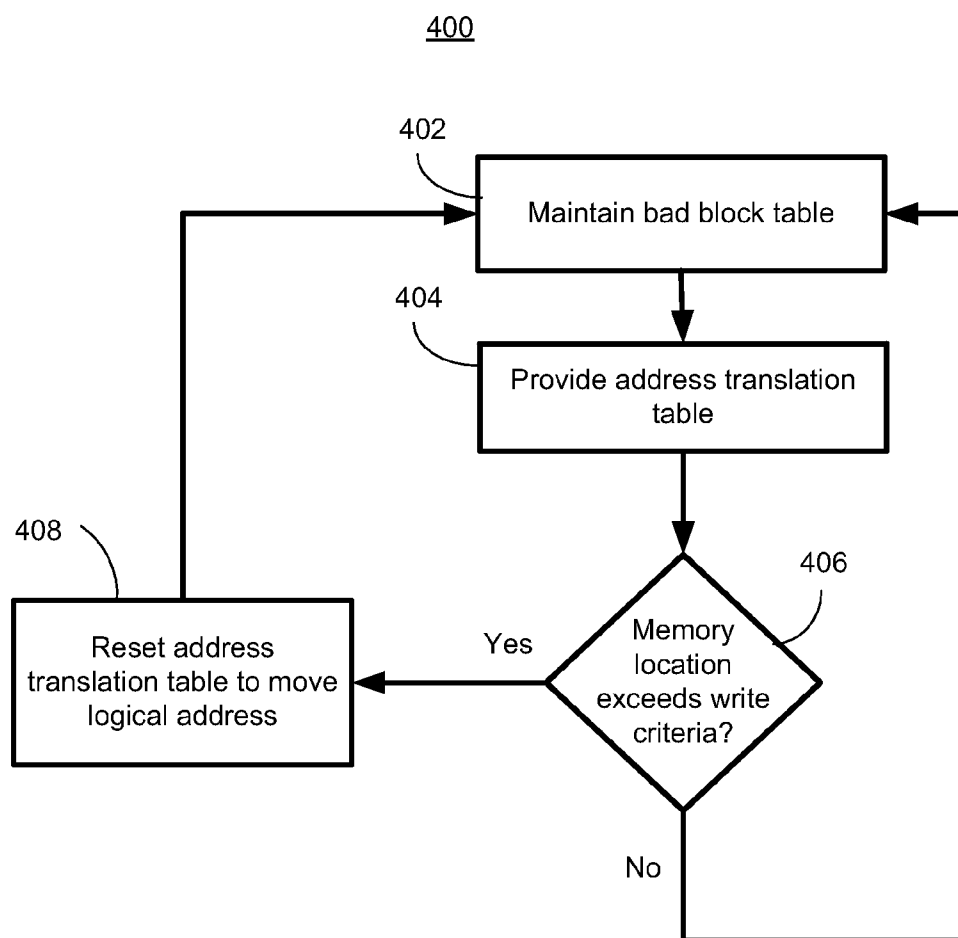 400
402
Maintain bad block table
404
Provide address translation
table
408
406
Yes
Memory
location
exceeds write
criteria?
Reset address
translation table to move
logical address
No